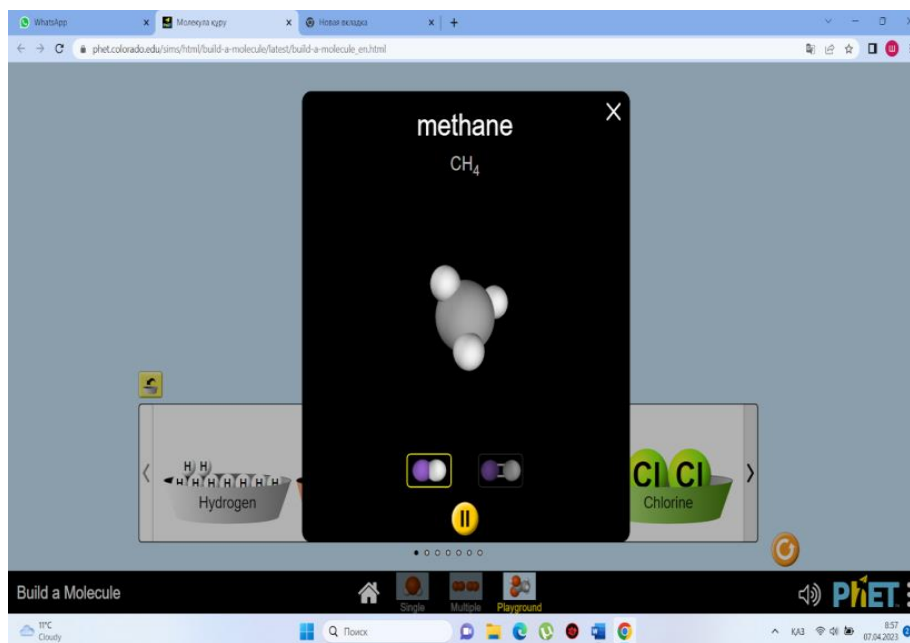 WhatsApp
Молекула құру
Новая вкладка
phet.colorado.edu/sims/html/build-a-molecule/latest/build-a-molecule_en.html
methane
CH₄
H H
H H H H H H H
Hydrogen
Cl Cl
Chlorine
Build a Molecule
Single
Multiple
Playground
PhET
11°C
Cloudy
Поиск
ҚАЗ
8:57
07.04.2023